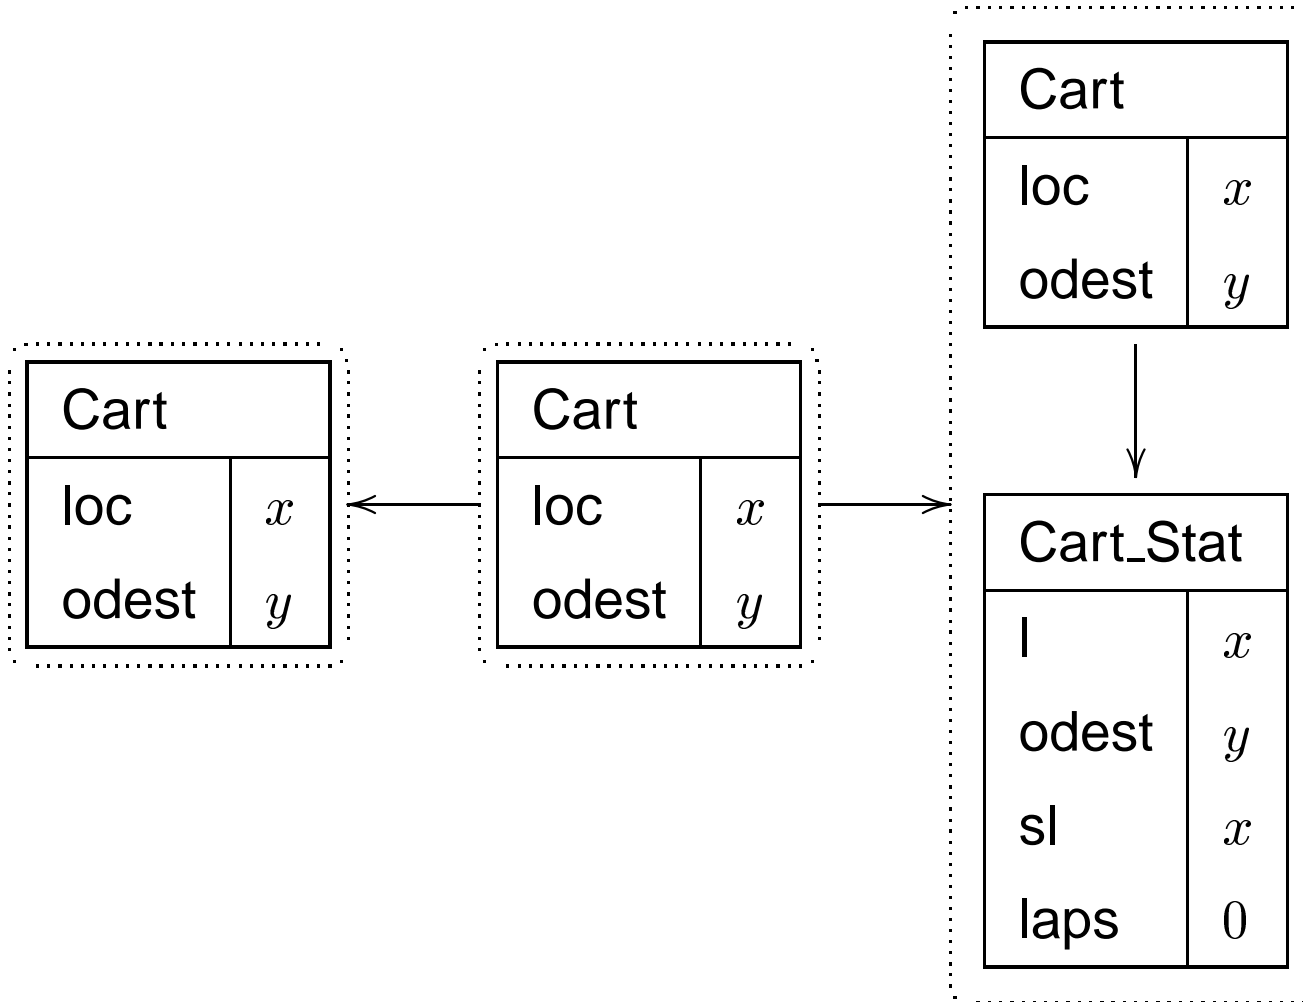 Cart
loc x
odest y
Cart
loc x
odest y
Cart
loc x
odest y
Cart_Stat
l x
odest y
sl x
laps 0